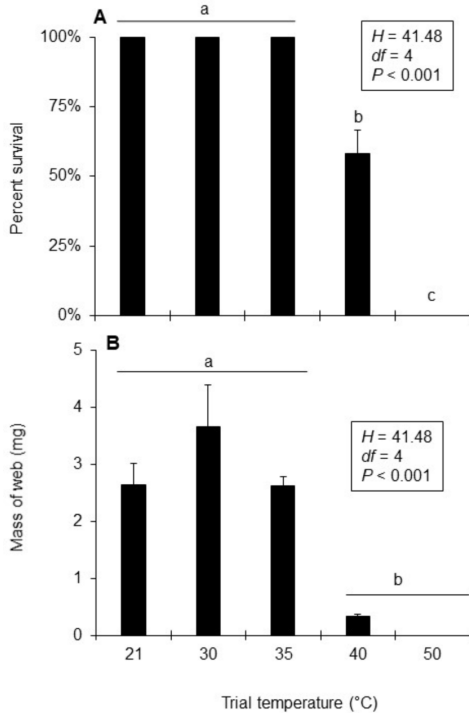 A
a
100%
75%
50%
25%
0%
Percent survival
b
c
H = 41.48
df = 4
P < 0.001
B
a
5
4
3
2
1
0
Mass of web (mg)
b
H = 41.48
df = 4
P < 0.001
21 30 35 40 50
Trial temperature (°C)